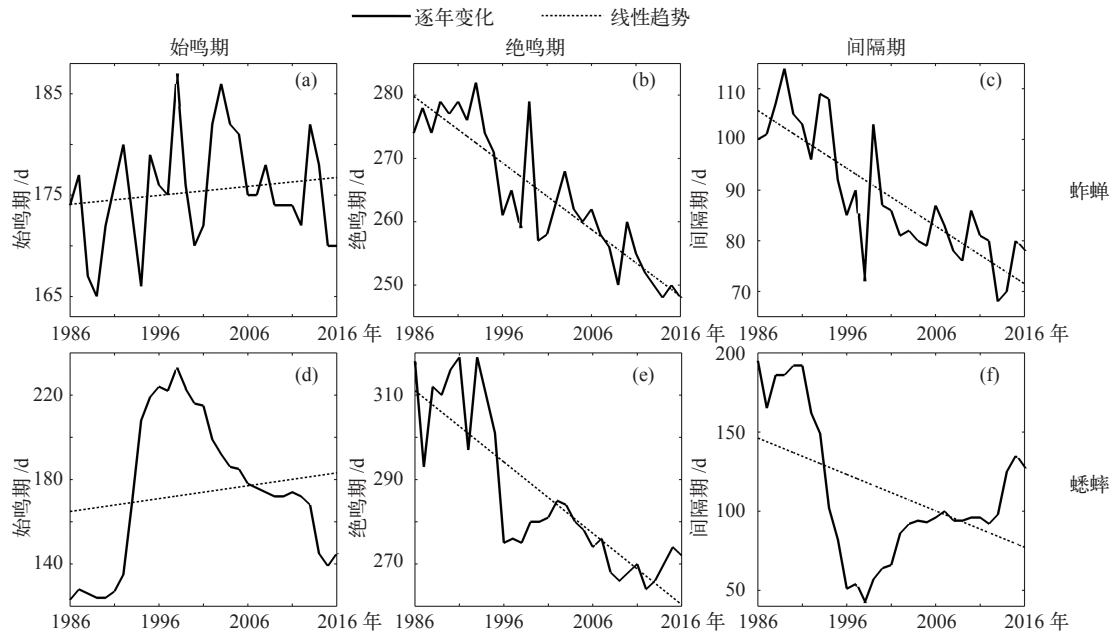 逐年变化 线性趋势
始鸣期 绝鸣期 间隔期
(a) (b) (c)
185
175
165
始鸣期 /d
280
270
260
250
绝鸣期 /d
110
100
90
80
70
间隔期 /d
蚱蝉
1986 1996 2006 2016 年
1986 1996 2006 2016 年
1986 1996 2006 2016 年
(d) (e) (f)
220
180
140
始鸣期 /d
310
290
270
绝鸣期 /d
200
150
100
50
间隔期 /d
蟋蟀
1986 1996 2006 2016 年
1986 1996 2006 2016 年
1986 1996 2006 2016 年